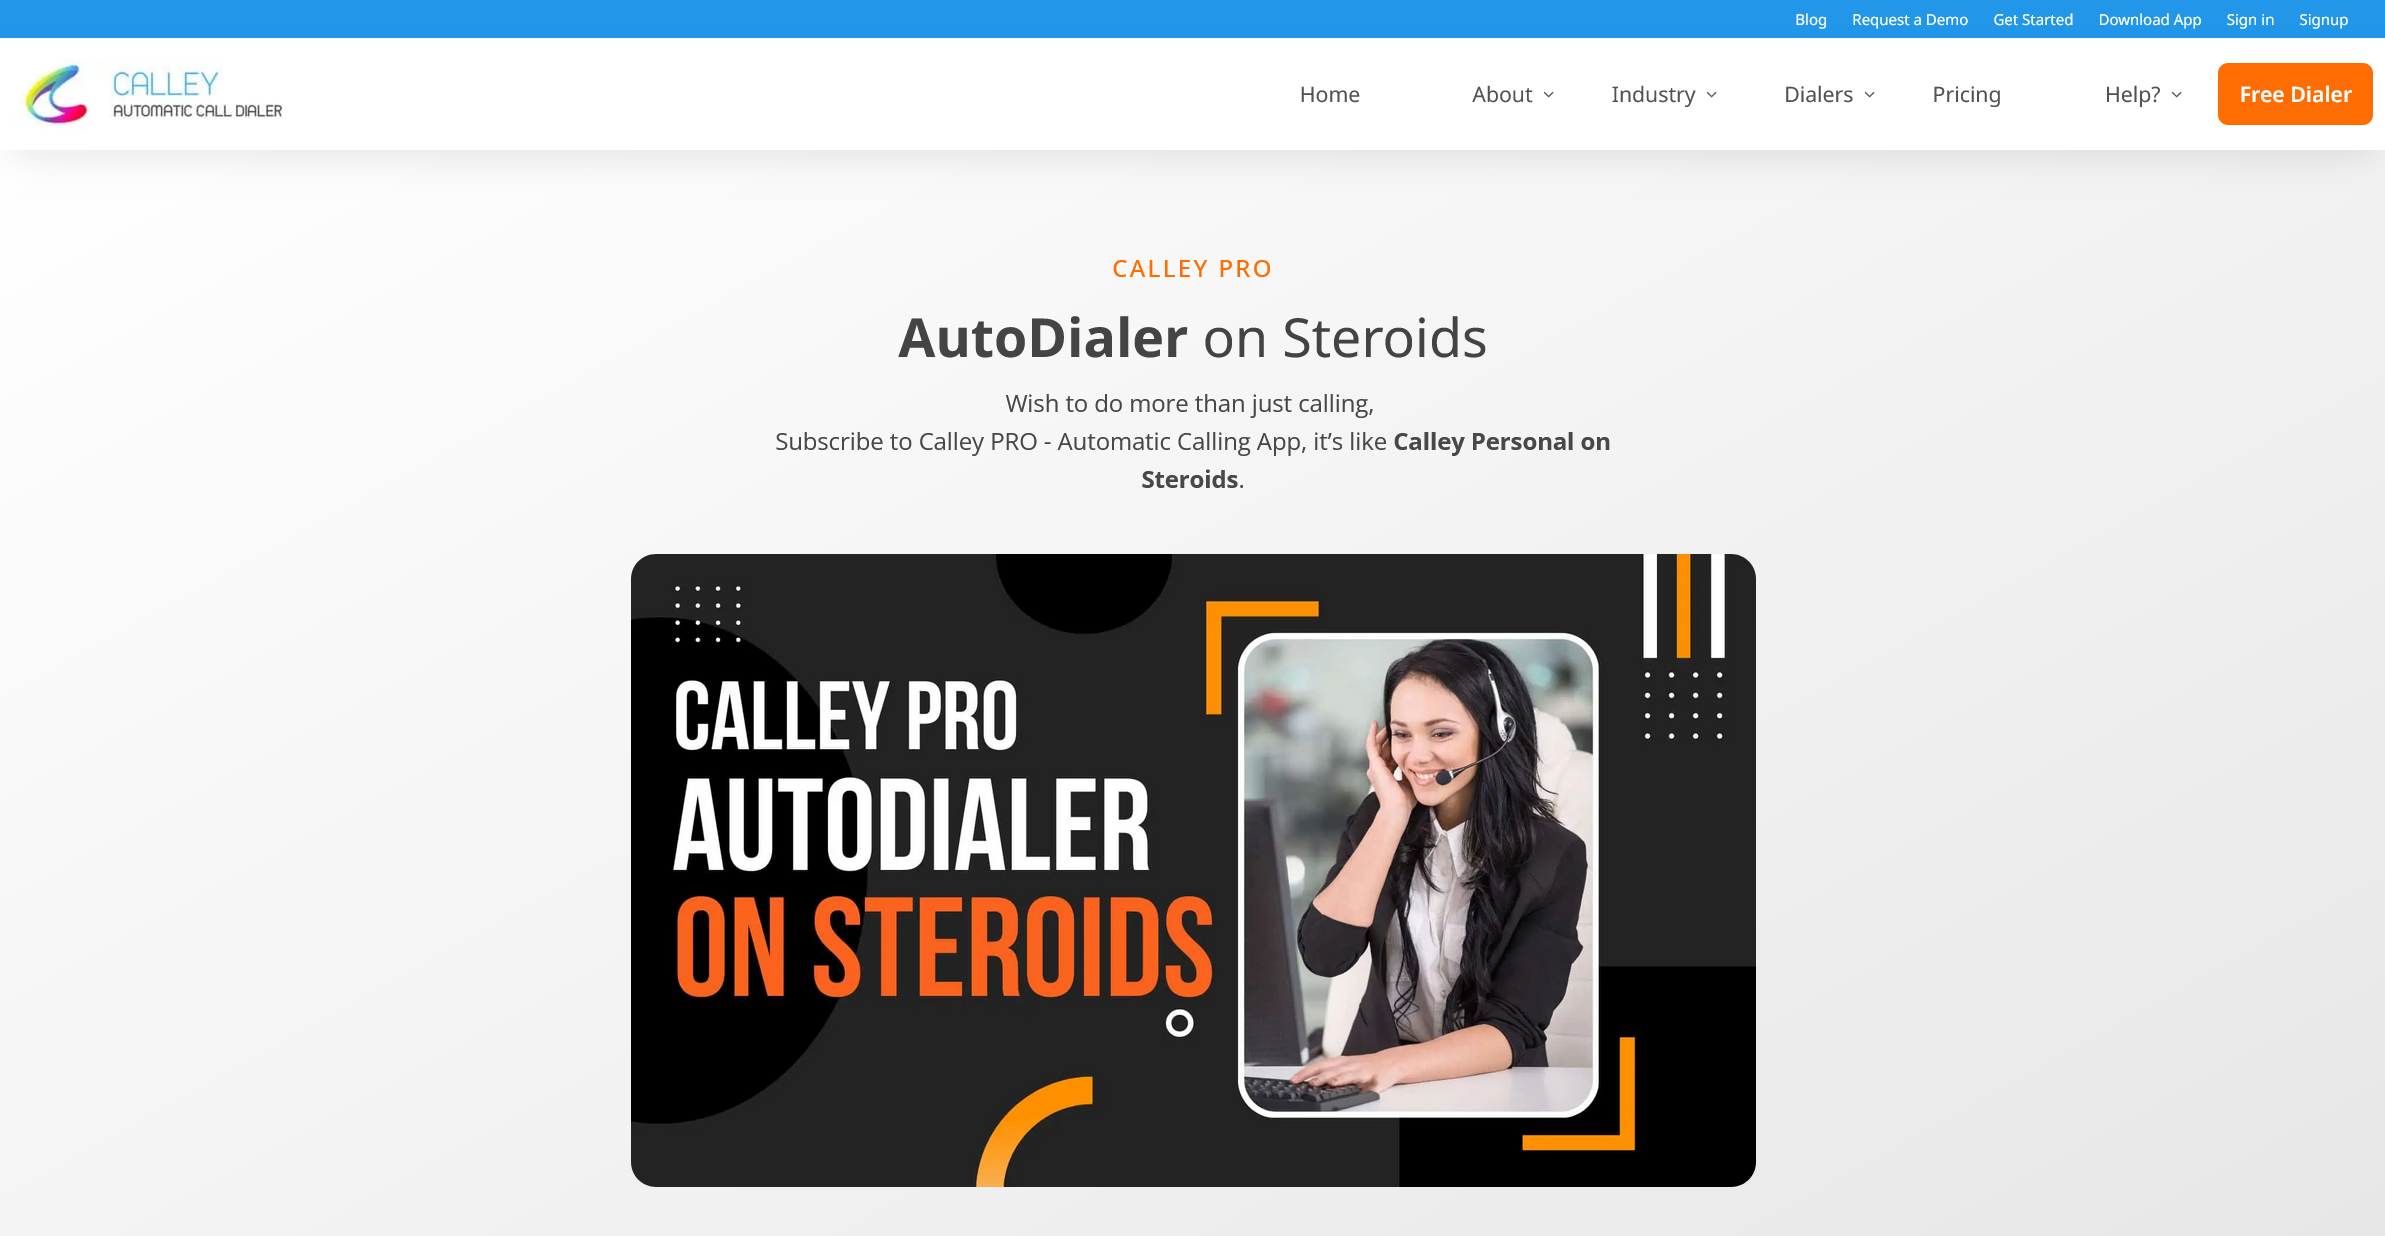 Blog Request a Demo Get Started Download App Sign in Signup
CALLEY
AUTOMATIC CALL DIALER
Home About Industry Dialers Pricing Help? Free Dialer
CALLEY PRO
AutoDialer on Steroids
Wish to do more than just calling,
Subscribe to Calley PRO - Automatic Calling App, it’s like Calley Personal on
Steroids.
CALLEY PRO
AUTODIALER
ON STEROIDS